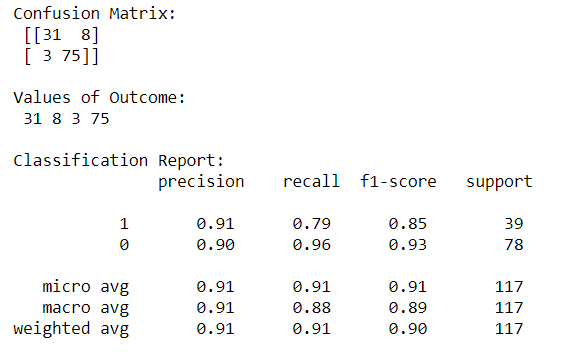 Confusion Matrix:
[[31  8]
[ 3 75]]
Values of Outcome:
31 8 3 75
Classification Report:
precision    recall  f1-score   support
1       0.91      0.79      0.85        39
0       0.90      0.96      0.93        78
micro avg       0.91      0.91      0.91       117
macro avg       0.91      0.88      0.89       117
weighted avg       0.91      0.91      0.90       117